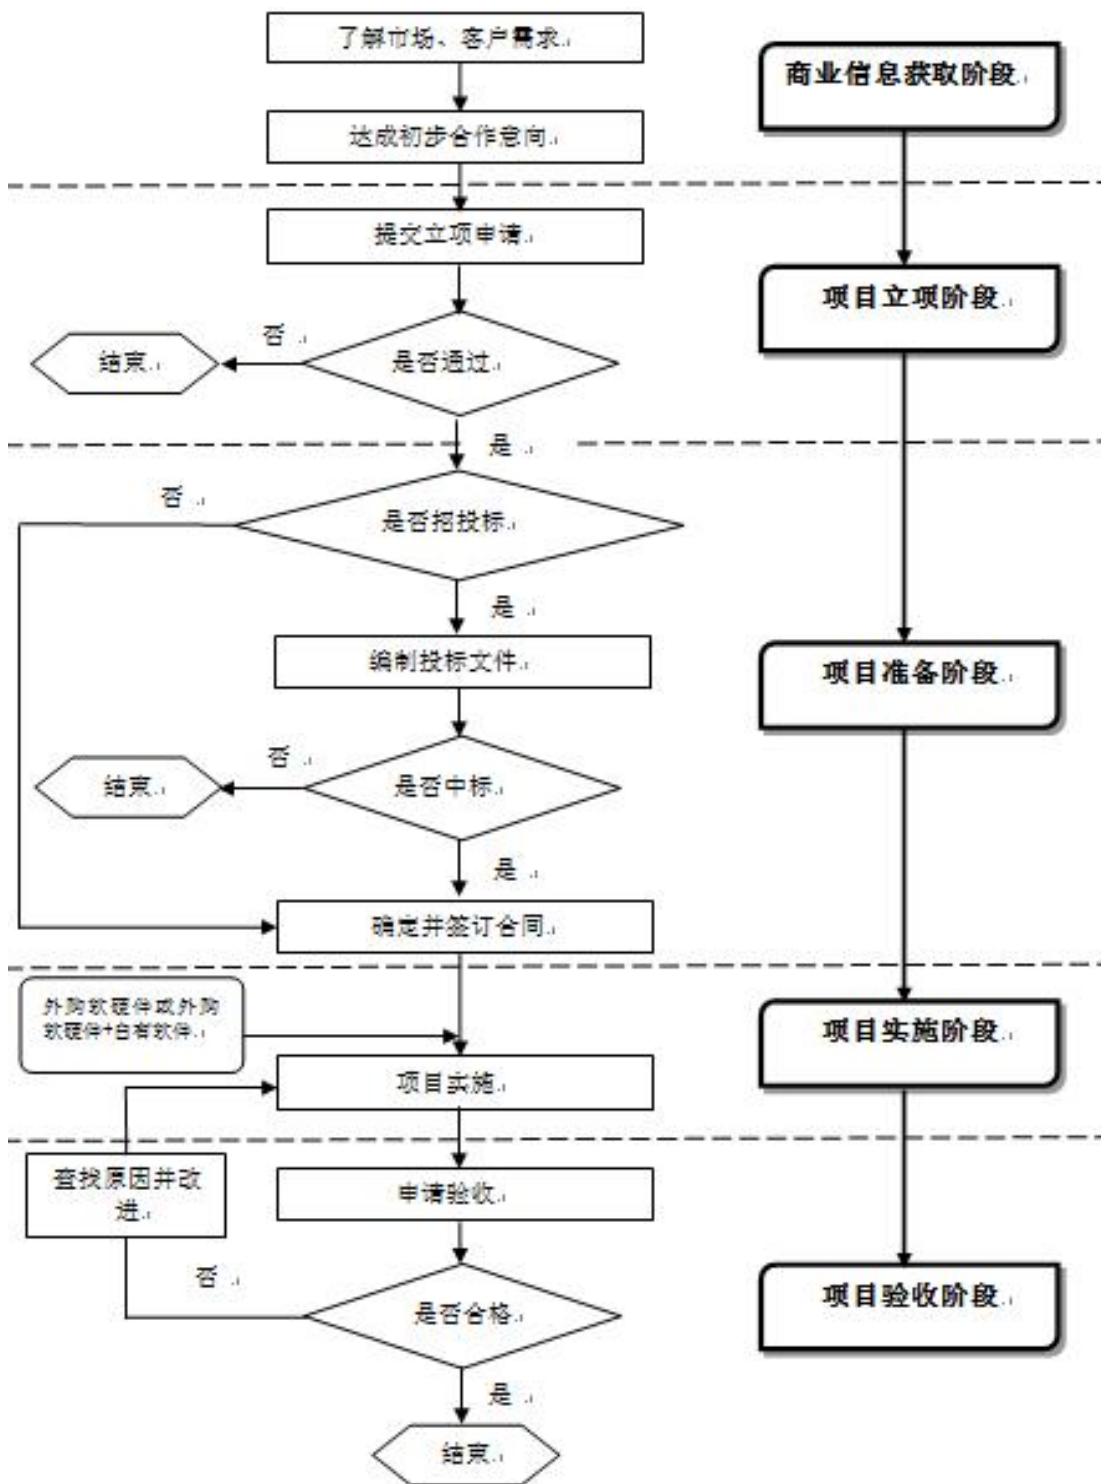 了解市场、客户需求
商业信息获取阶段
达成初步合作意向
提交立项申请
项目立项阶段
否
结束
是否通过
是
否
是否招投标
是
编制投标文件
项目准备阶段
否
结束
是否中标
是
确定并签订合同
外购软硬件或外购
软硬件+自有软件
项目实施阶段
项目实施
查找原因并改
进
申请验收
否
项目验收阶段
是否合格
是
结束